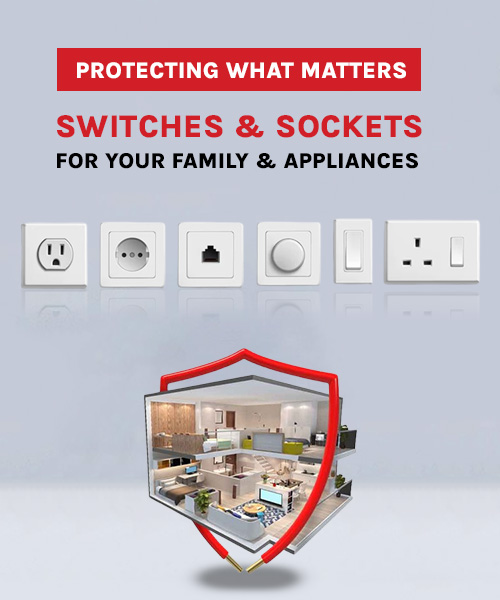 PROTECTING WHAT MATTERS
SWITCHES & SOCKETS
FOR YOUR FAMILY & APPLIANCES